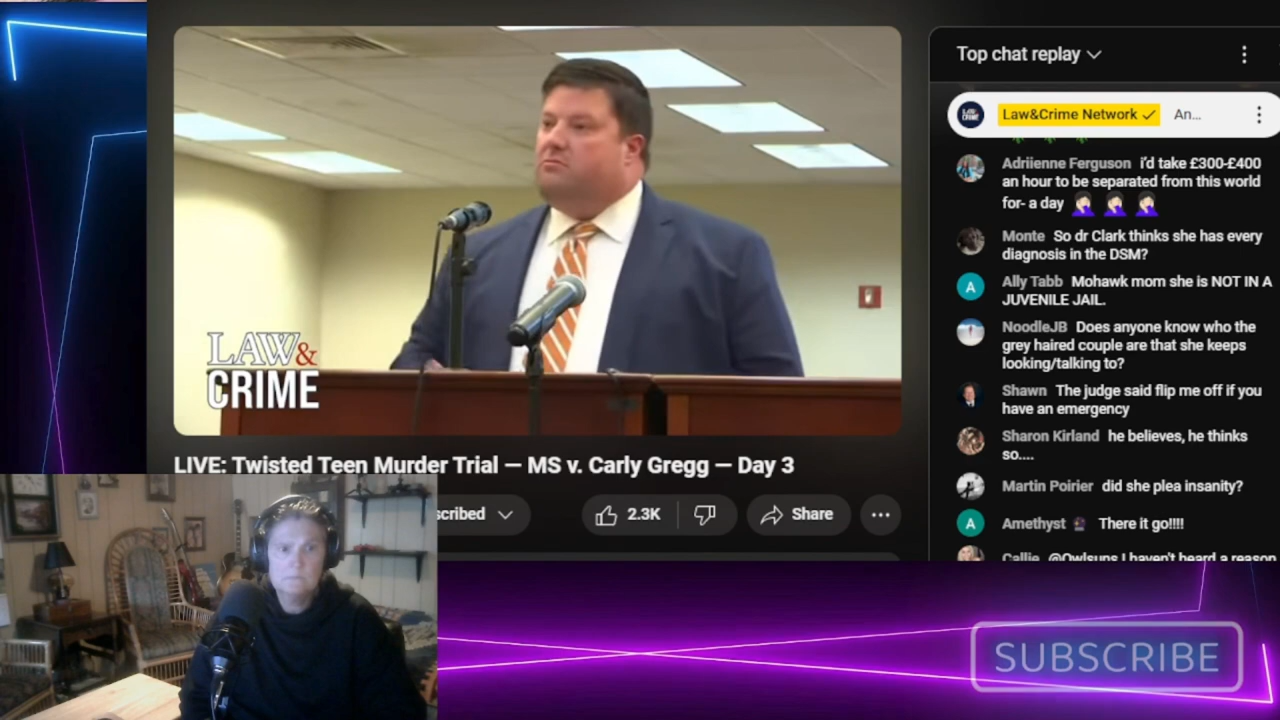 Top chat replay
Law&Crime Network An...
Adriienne Ferguson i'd take £300-£400
an hour to be separated from this world
for- a day
Monte So dr Clark thinks she has every
diagnosis in the DSM?
Ally Tabb Mohawk mom she is NOT IN A
JUVENILE JAIL.
NoodleJB Does anyone know who the
grey haired couple are that she keeps
looking/talking to?
Shawn The judge said flip me off if you
have an emergency
Sharon Kirland he believes, he thinks
so....
Martin Poirier did she plea insanity?
A Amethyst There it go!!!!
Callie @Owlsups I haven't heard a reason
LAW&
CRIME
LIVE: Twisted Teen Murder Trial — MS v. Carly Gregg — Day 3
scribed 2.3K Share
SUBSCRIBE